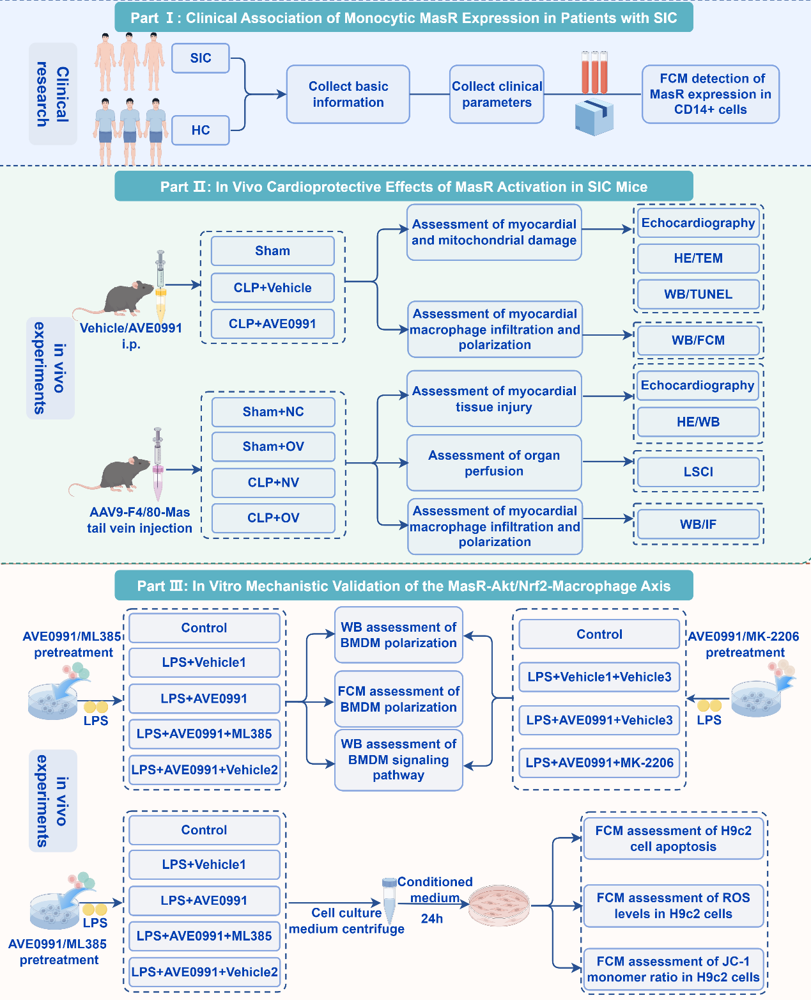 Part Ⅰ: Clinical Association of Monocytic MasR Expression in Patients with SIC
Clinical
research
SIC
HC
Collect basic
information
Collect clinical
parameters
FCM detection of
MasR expression in
CD14+ cells
Part Ⅱ: In Vivo Cardioprotective Effects of MasR Activation in SIC Mice
in vivo
experiments
Vehicle/AVE0991
i.p.
Sham
CLP+Vehicle
CLP+AVE0991
Assessment of myocardial
and mitochondrial damage
Echocardiography
HE/TEM
WB/TUNEL
Assessment of myocardial
macrophage infiltration and
polarization
WB/FCM
AAV9-F4/80-Mas
tail vein injection
Sham+NC
Sham+OV
CLP+NV
CLP+OV
Assessment of myocardial
tissue injury
Echocardiography
HE/WB
Assessment of organ
perfusion
LSCI
Assessment of myocardial
macrophage infiltration and
polarization
WB/IF
Part Ⅲ: In Vitro Mechanistic Validation of the MasR-Akt/Nrf2-Macrophage Axis
in vivo
experiments
AVE0991/ML385
pretreatment
LPS
Control
LPS+Vehicle1
LPS+AVE0991
LPS+AVE0991+ML385
LPS+AVE0991+Vehicle2
WB assessment of
BMDM polarization
FCM assessment of
BMDM polarization
WB assessment of
BMDM signaling
pathway
Control
LPS+Vehicle1+Vehicle3
LPS+AVE0991+Vehicle3
LPS+AVE0991+MK-2206
AVE0991/MK-2206
pretreatment
LPS
LPS
AVE0991/ML385
pretreatment
Control
LPS+Vehicle1
LPS+AVE0991
LPS+AVE0991+ML385
LPS+AVE0991+Vehicle2
Cell culture
medium centrifuge
Conditioned
medium
24h
FCM assessment of H9c2
cell apoptosis
FCM assessment of ROS
levels in H9c2 cells
FCM assessment of JC-1
monomer ratio in H9c2 cells